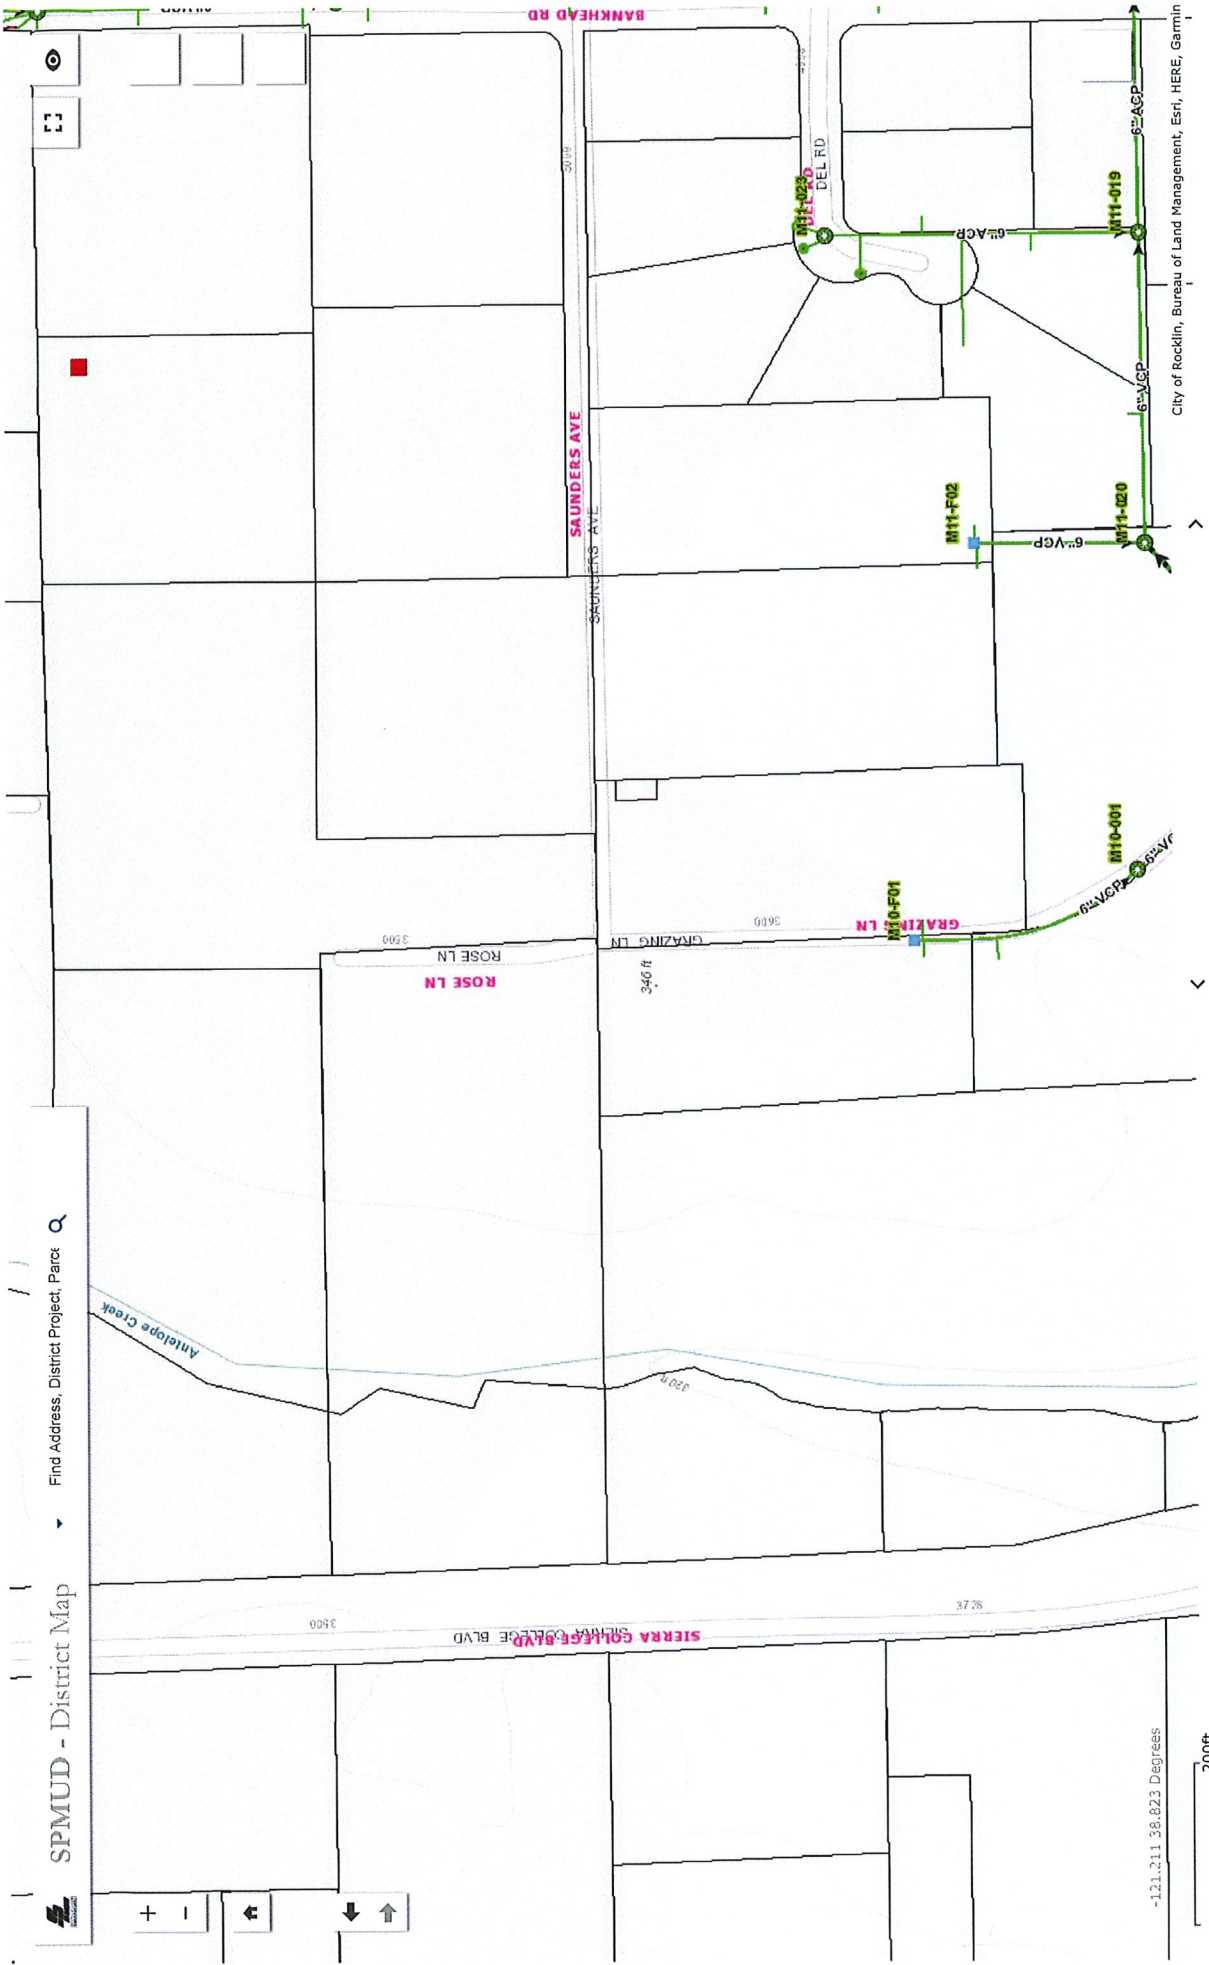 SPMUD - District Map
Find Address, District Project, Parce
Antelope Creek
BANKHEAD RD
SAUNDERS AVE
SAUNDERS AVE
ROSE LN
ROSE LN
3500
GRAZING LN
GRAZING LN
3600
346 ft
320 ft
SIERRA COLLEGE BLVD
SIERRA COLLEGE BLVD
3500
3728
DEL RD
DEL RD
M11-023
6" ACP
M11-019
6" ACP
6" VCP
M11-F02
6" VCP
M11-020
M10-F01
M10-001
6" VCP
-121.211 38.823 Degrees
200ft
City of Rocklin, Bureau of Land Management, Esri, HERE, Garmin